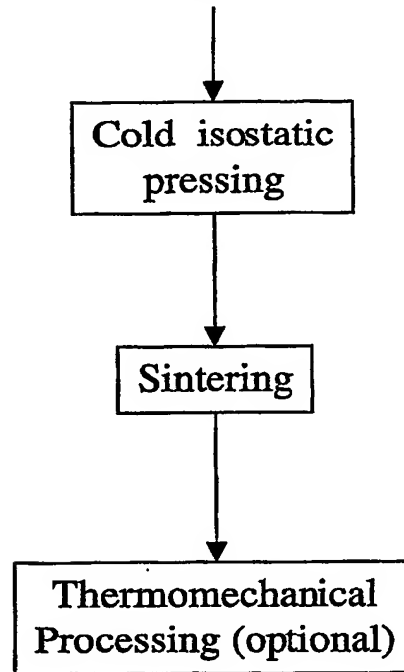 Cold isostatic
pressing
Sintering
Thermomechanical
Processing (optional)